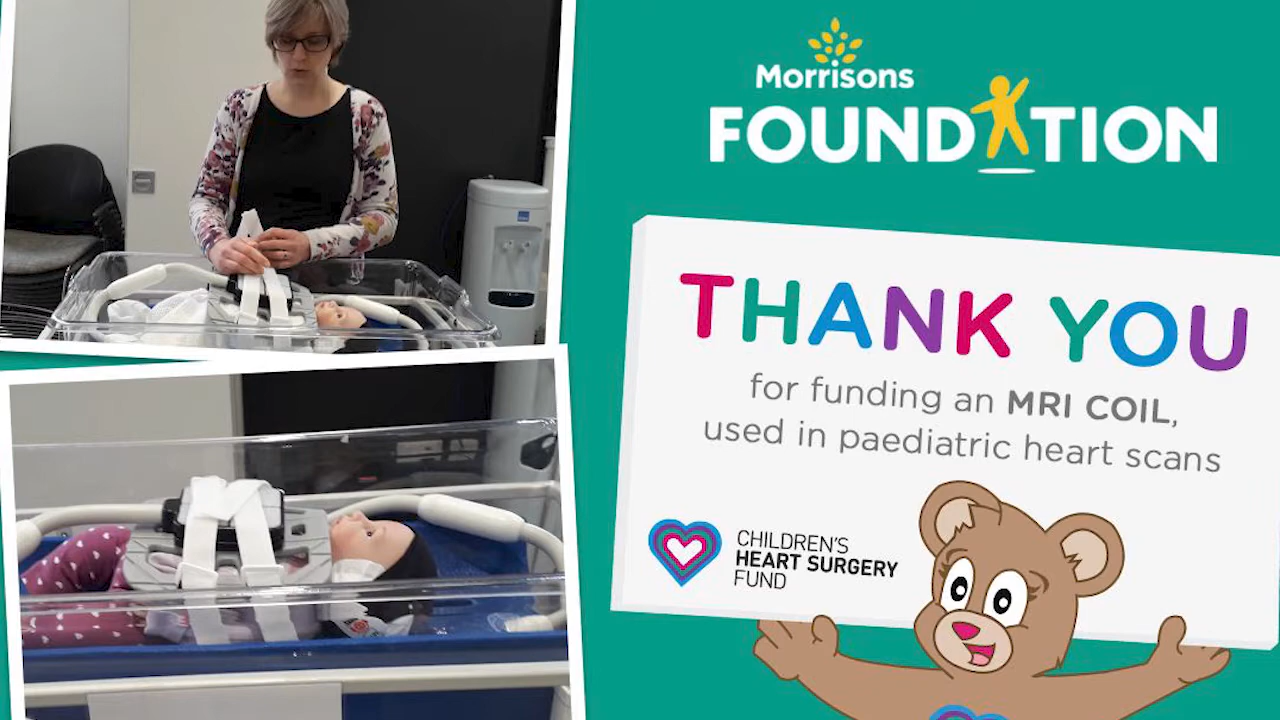 Morrisons
FOUNDATION
THANK YOU
for funding an MRI COIL,
used in paediatric heart scans
CHILDREN'S
HEART SURGERY
FUND